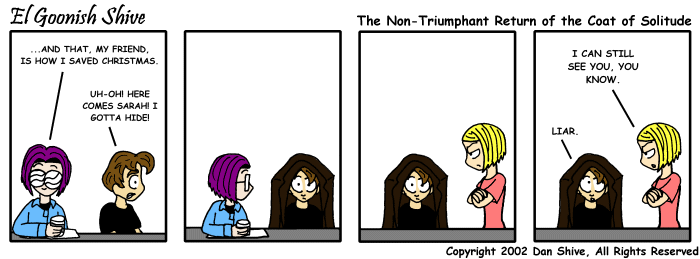 El Goonish Shive
The Non-Triumphant Return of the Coat of Solitude
...AND THAT, MY FRIEND,
IS HOW I SAVED CHRISTMAS.
UH-OH! HERE
COMES SARAH! I
GOTTA HIDE!
I CAN STILL
SEE YOU, YOU
KNOW.
LIAR.
Copyright 2002 Dan Shive, All Rights Reserved